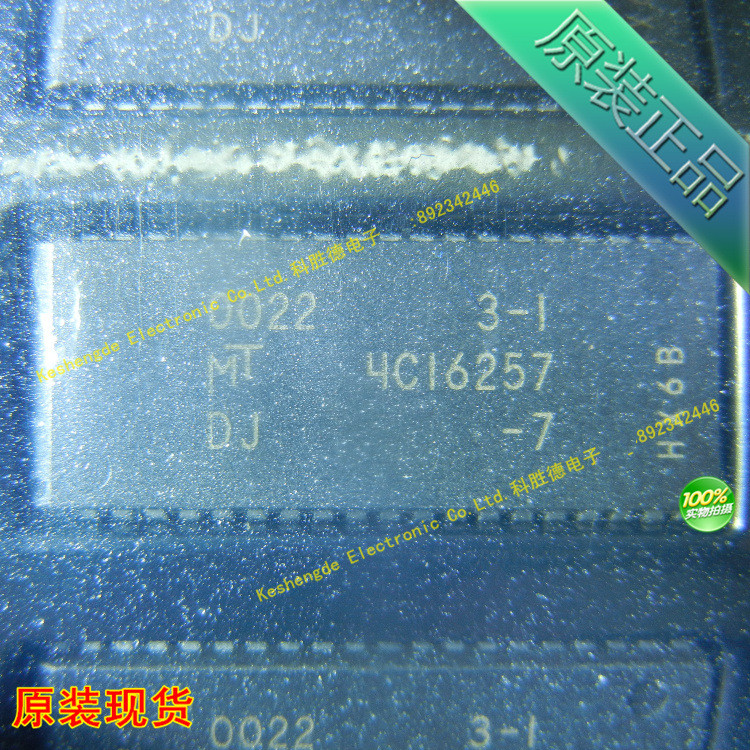 DJ
原装正品
892342446
Keshengde Electronic Co.Ltd.科胜德电子
0022 3-1
MT 4C16257
DJ -7
HY6B
892342446
100%
实物拍摄
Keshengde Electronic Co.Ltd.科胜德电子
原装现货
0022 3-1